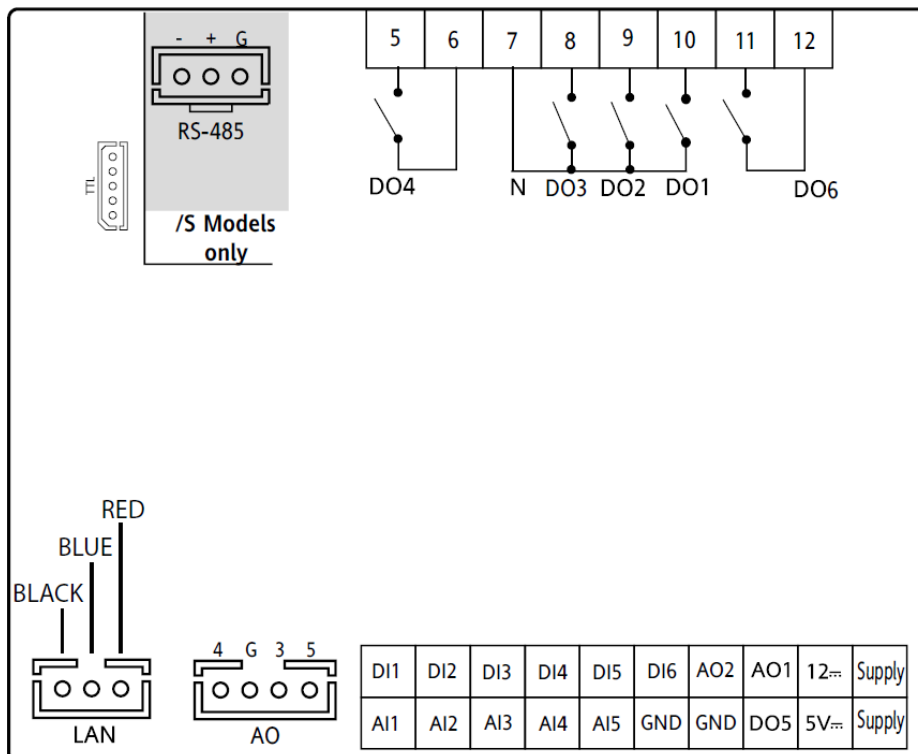 - + G
RS-485
TTL
/S Models
only
5 6 7 8 9 10 11 12
DO4 N DO3 DO2 DO1 DO6
RED
BLUE
BLACK
LAN
4 G 3 5
AO
DI1 DI2 DI3 DI4 DI5 DI6 AO2 AO1 12⎓ Supply
AI1 AI2 AI3 AI4 AI5 GND GND DO5 5V⎓ Supply